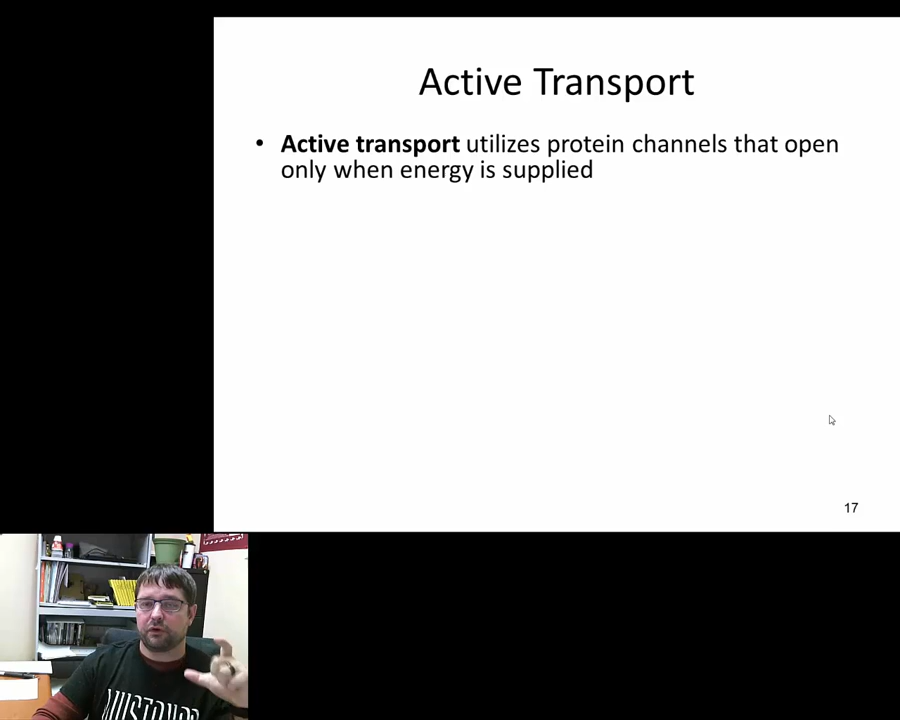 Active Transport
• Active transport utilizes protein channels that open
only when energy is supplied
17